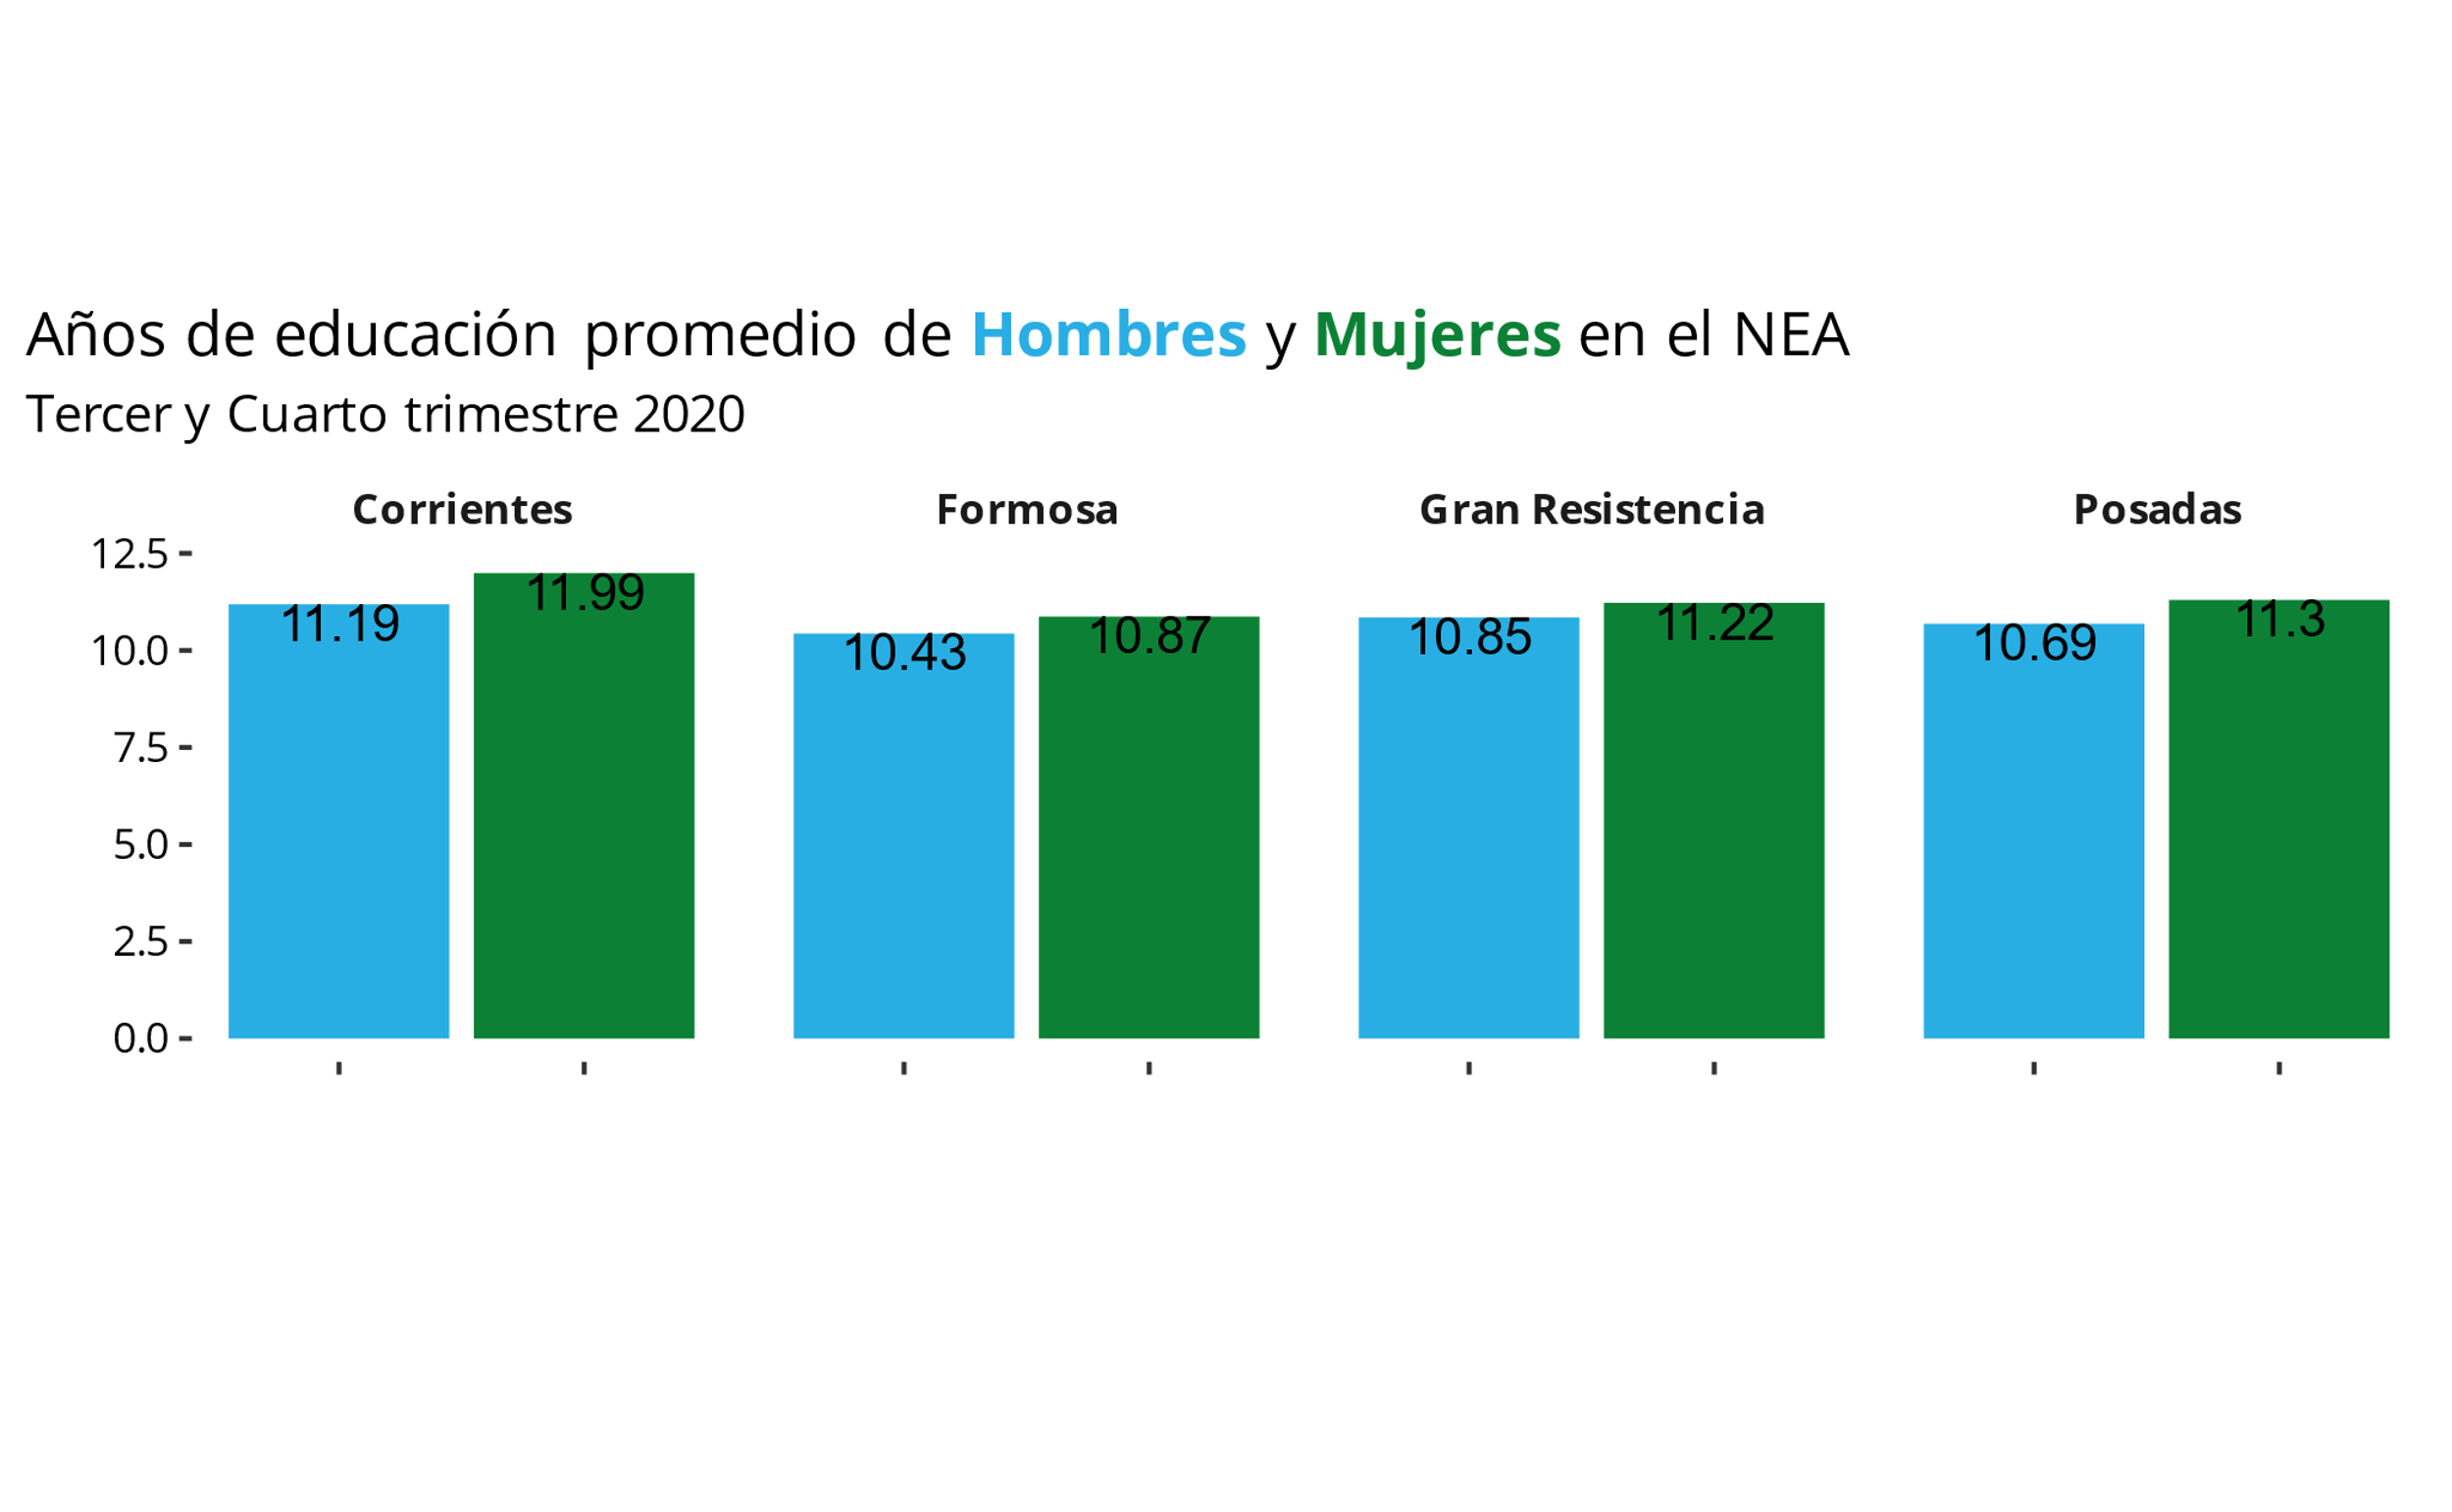 Años de educación promedio de Hombres y Mujeres en el NEA
Tercer y Cuarto trimestre 2020
Corrientes Formosa Gran Resistencia Posadas
12.5
10.0
7.5
5.0
2.5
0.0
11.19 11.99 10.43 10.87 10.85 11.22 10.69 11.3